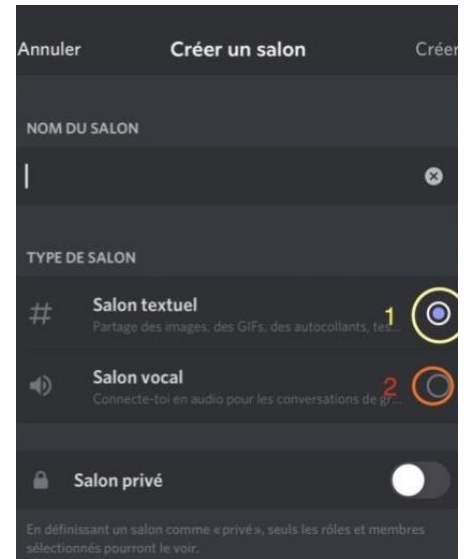 Annuler Créer un salon Créer
NOM DU SALON
TYPE DE SALON
# Salon textuel 1
Partage des images, des GIFs, des autocollants, tes...
Salon vocal 2
Connecte-toi en audio pour les conversations de gr...
Salon privé
En définissant un salon comme « privé », seuls les rôles et membres
sélectionnés pourront le voir.